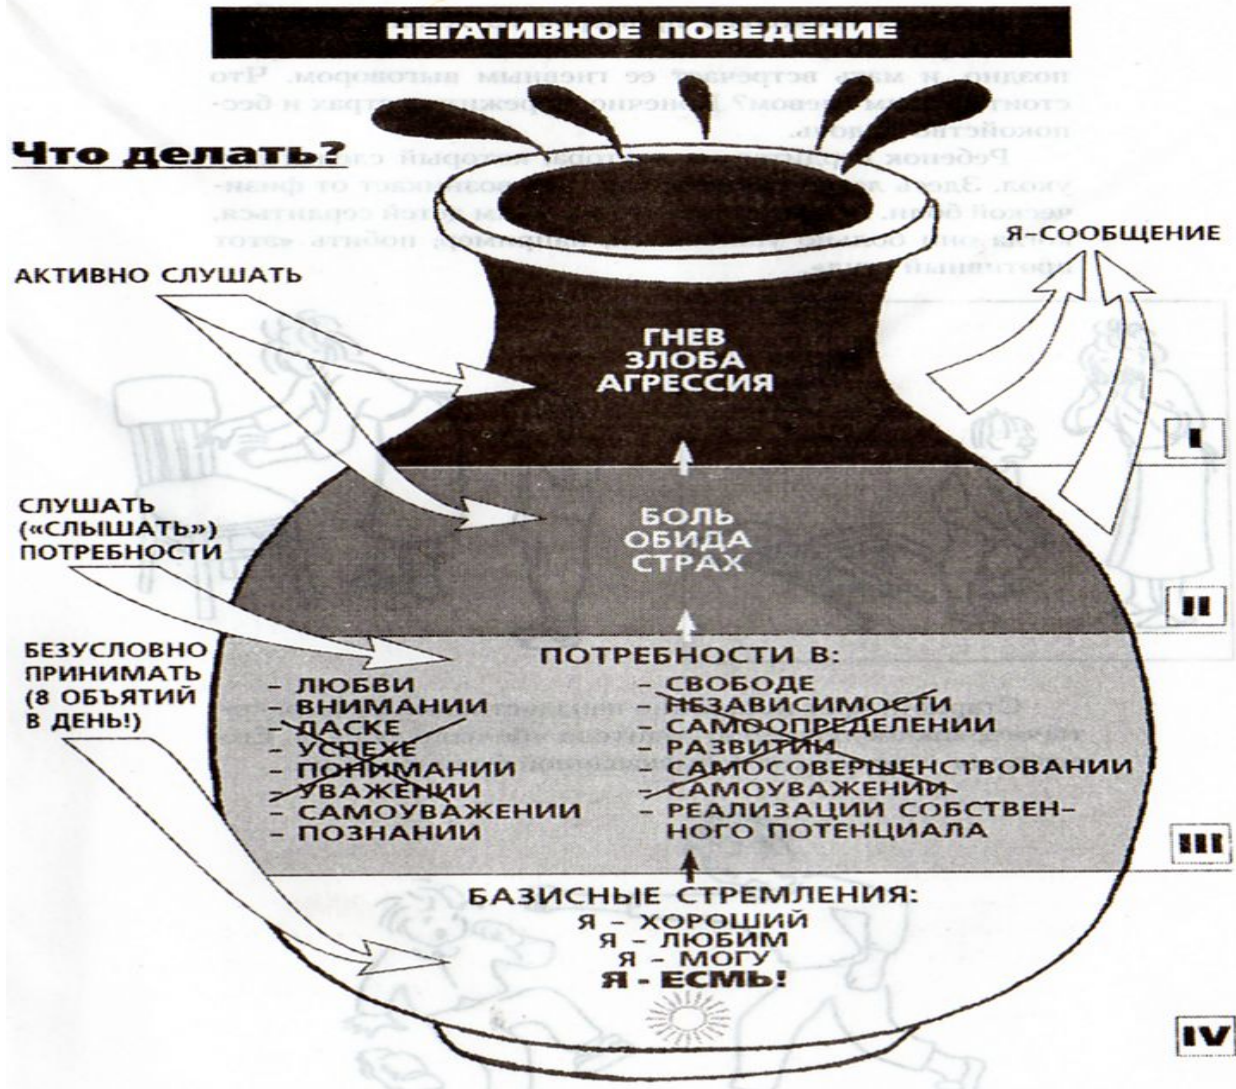 НЕГАТИВНОЕ ПОВЕДЕНИЕ
Что делать?
Я-СООБЩЕНИЕ
АКТИВНО СЛУШАТЬ
ГНЕВ
ЗЛОБА
АГРЕССИЯ
I
СЛУШАТЬ
(«СЛЫШАТЬ»)
ПОТРЕБНОСТИ
БОЛЬ
ОБИДА
СТРАХ
II
БЕЗУСЛОВНО
ПРИНИМАТЬ
(8 ОБЪЯТИЙ
В ДЕНЬ!)
ПОТРЕБНОСТИ В:
– ЛЮБВИ
– ВНИМАНИИ
– ЛАСКЕ
– УСПЕХЕ
– ПОНИМАНИИ
– УВАЖЕНИИ
– САМОУВАЖЕНИИ
– ПОЗНАНИИ
– СВОБОДЕ
– НЕЗАВИСИМОСТИ
– САМООПРЕДЕЛЕНИИ
– РАЗВИТИИ
– САМОСОВЕРШЕНСТВОВАНИИ
– САМОУВАЖЕНИИ
– РЕАЛИЗАЦИИ СОБСТВЕН-
НОГО ПОТЕНЦИАЛА
III
БАЗИСНЫЕ СТРЕМЛЕНИЯ:
Я – ХОРОШИЙ
Я – ЛЮБИМ
Я – МОГУ
Я - ЕСМЬ!
IV